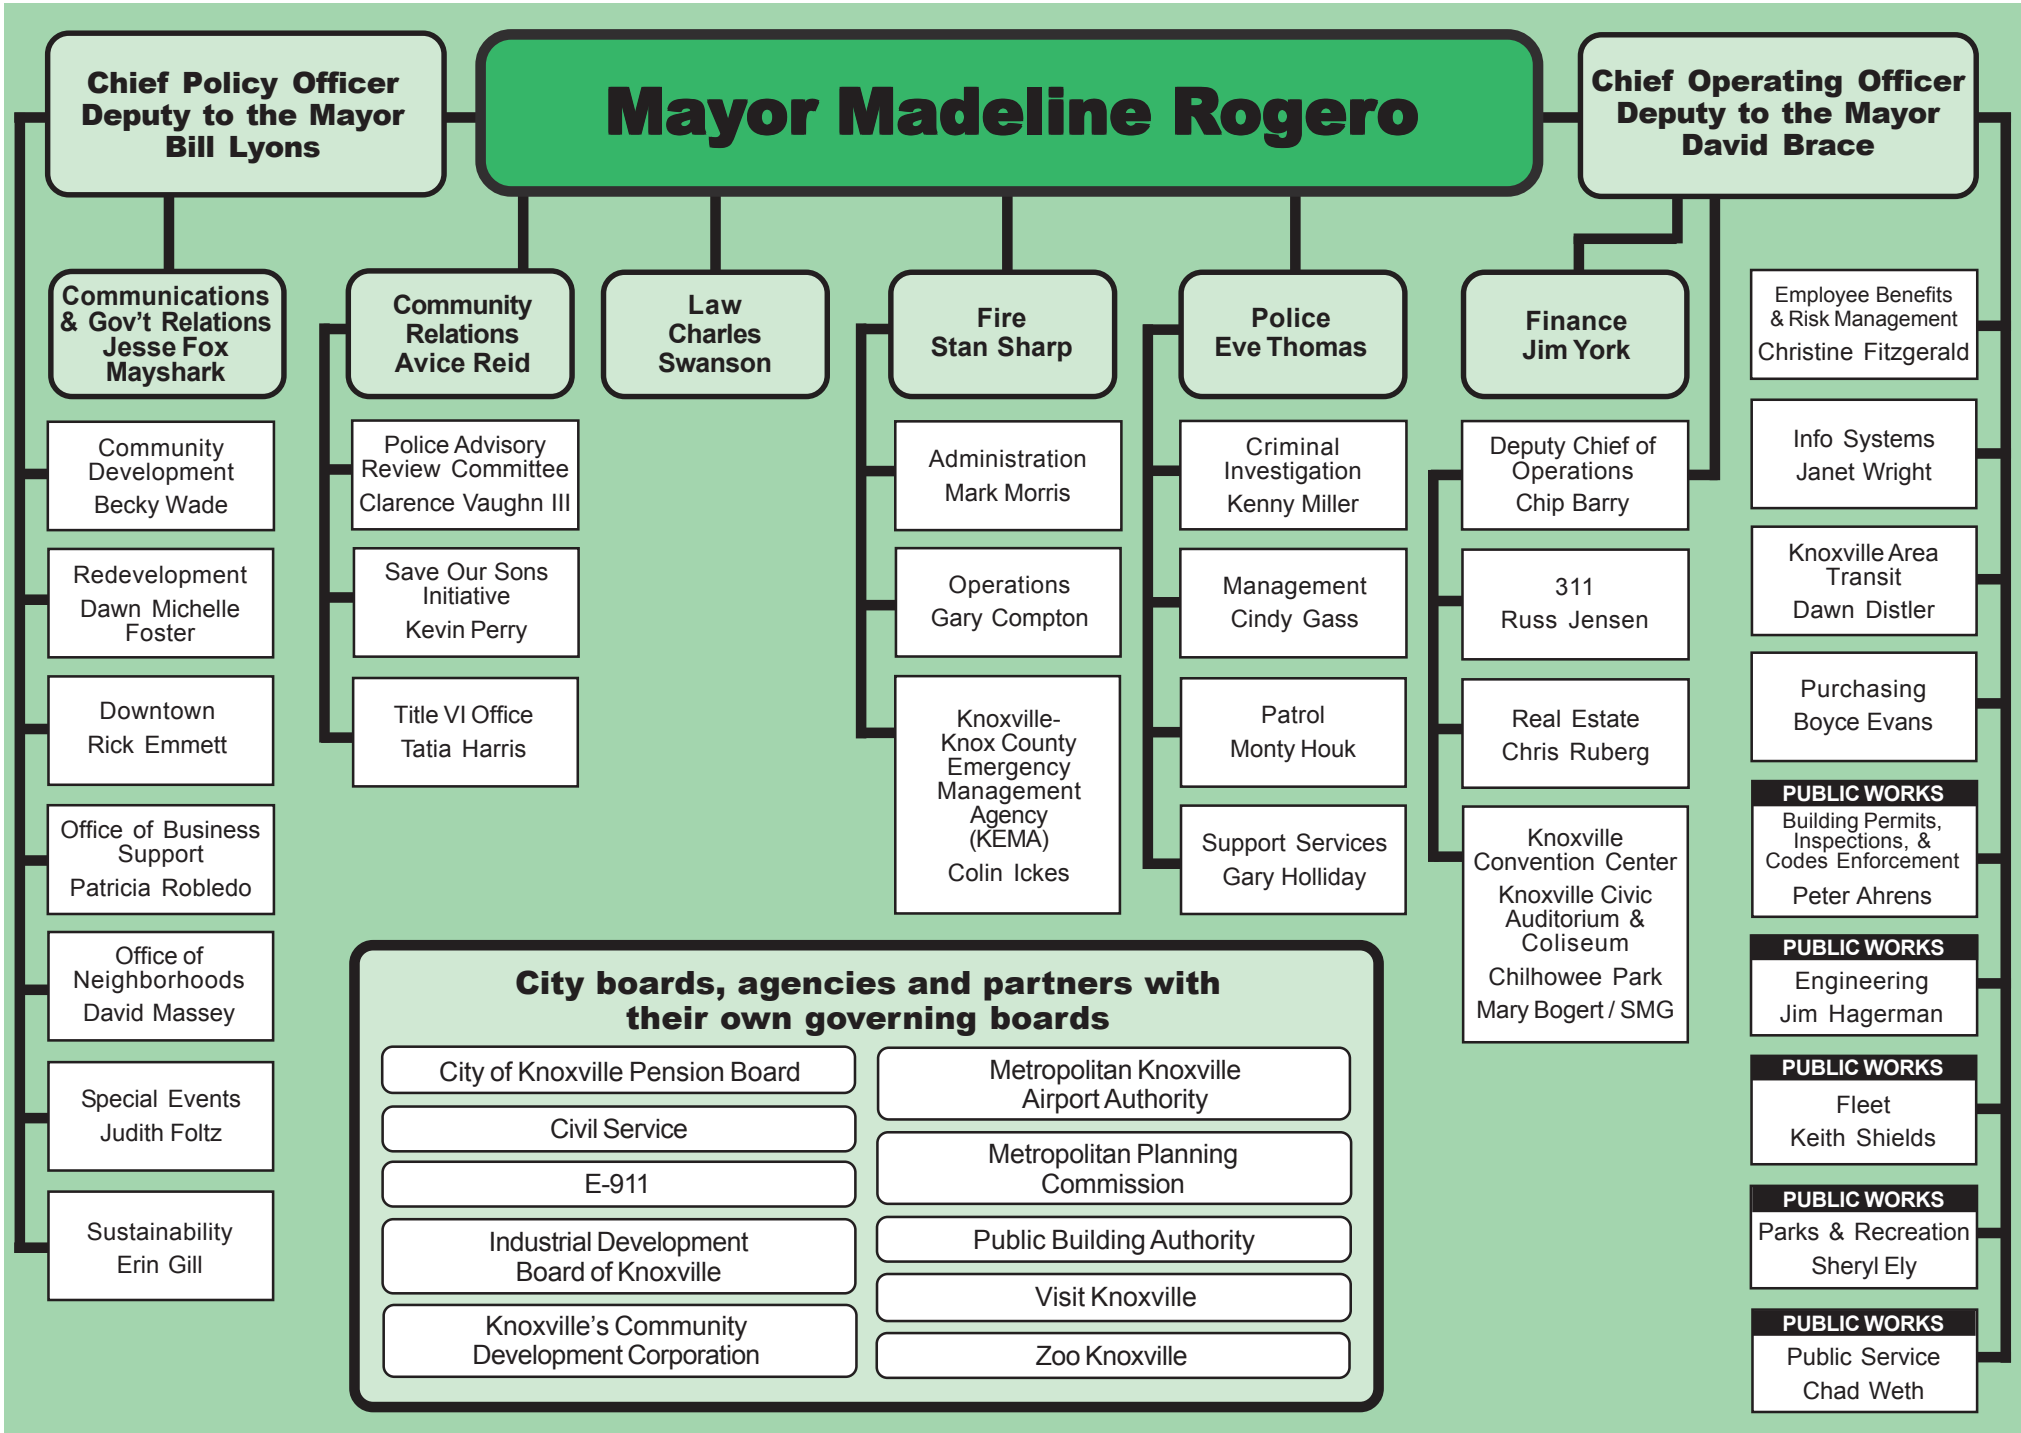 Chief Policy Officer
Deputy to the Mayor
Bill Lyons
Mayor Madeline Rogero
Chief Operating Officer
Deputy to the Mayor
David Brace
Communications
& Gov't Relations
Jesse Fox
Mayshark
Community
Development
Becky Wade
Redevelopment
Dawn Michelle
Foster
Downtown
Rick Emmett
Office of Business
Support
Patricia Robledo
Office of
Neighborhoods
David Massey
Special Events
Judith Foltz
Sustainability
Erin Gill
Community
Relations
Avice Reid
Police Advisory
Review Committee
Clarence Vaughn III
Save Our Sons
Initiative
Kevin Perry
Title VI Office
Tatia Harris
Law
Charles
Swanson
Fire
Stan Sharp
Administration
Mark Morris
Operations
Gary Compton
Knoxville-
Knox County
Emergency
Management
Agency
(KEMA)
Colin Ickes
Police
Eve Thomas
Criminal
Investigation
Kenny Miller
Management
Cindy Gass
Patrol
Monty Houk
Support Services
Gary Holliday
Finance
Jim York
Deputy Chief of
Operations
Chip Barry
311
Russ Jensen
Real Estate
Chris Ruberg
Knoxville
Convention Center
Knoxville Civic
Auditorium &
Coliseum
Chilhowee Park
Mary Bogert / SMG
Employee Benefits
& Risk Management
Christine Fitzgerald
Info Systems
Janet Wright
Knoxville Area
Transit
Dawn Distler
Purchasing
Boyce Evans
PUBLIC WORKS
Building Permits,
Inspections, &
Codes Enforcement
Peter Ahrens
PUBLIC WORKS
Engineering
Jim Hagerman
PUBLIC WORKS
Fleet
Keith Shields
PUBLIC WORKS
Parks & Recreation
Sheryl Ely
PUBLIC WORKS
Public Service
Chad Weth
City boards, agencies and partners with
their own governing boards
City of Knoxville Pension Board
Civil Service
E-911
Industrial Development
Board of Knoxville
Knoxville's Community
Development Corporation
Metropolitan Knoxville
Airport Authority
Metropolitan Planning
Commission
Public Building Authority
Visit Knoxville
Zoo Knoxville